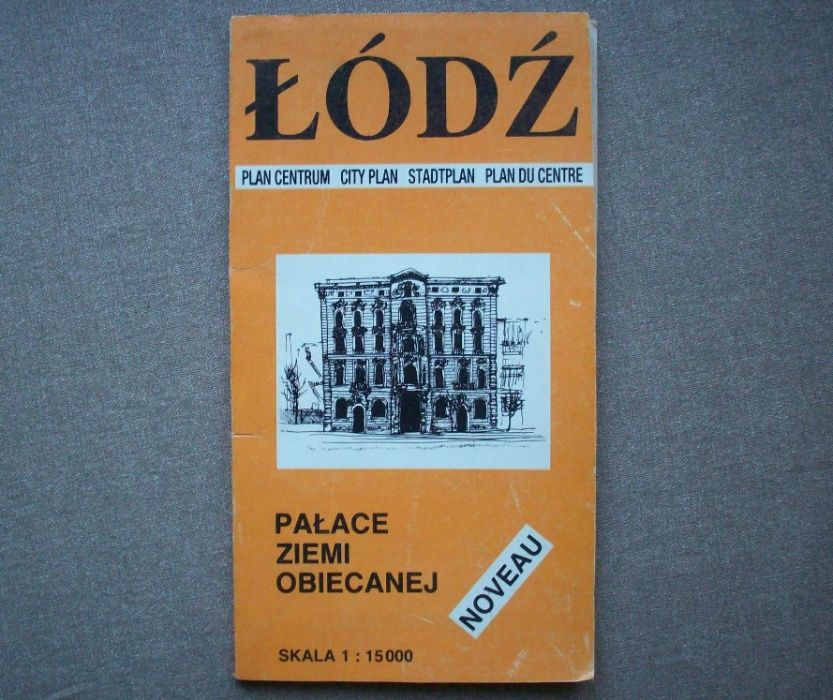 ŁÓDŹ
PLAN CENTRUM CITY PLAN STADTPLAN PLAN DU CENTRE
PAŁACE
ZIEMI
OBIECANEJ
NOVEAU
SKALA 1 : 15000